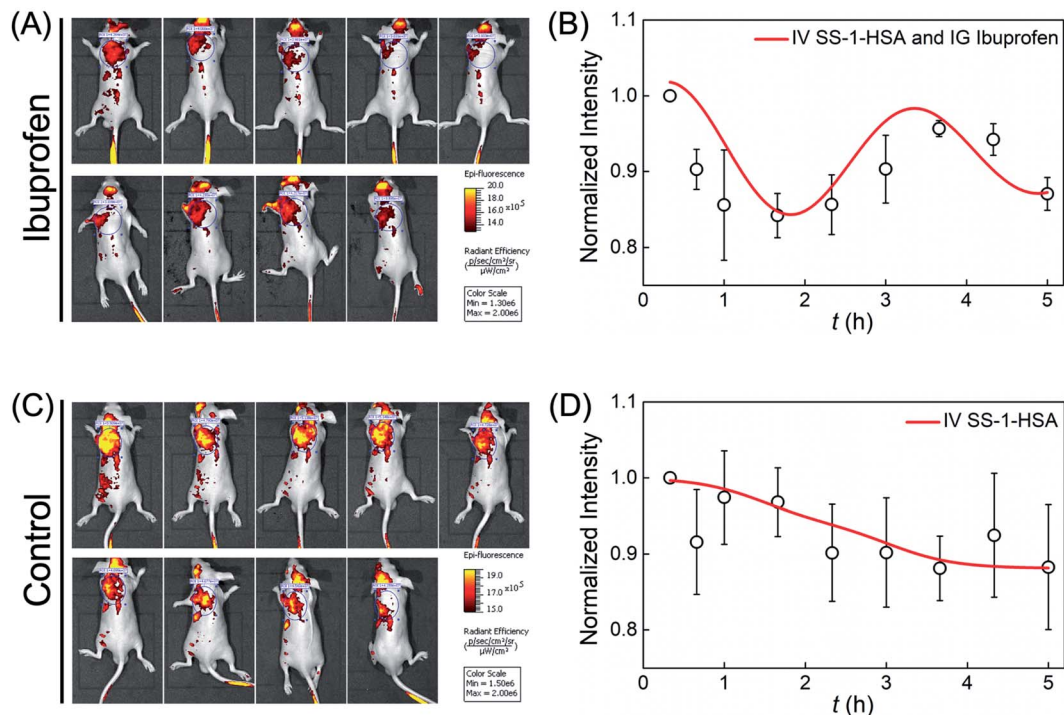 (A)
Ibuprofen
Epi-fluorescence
20.0
18.0
16.0
14.0
x10⁵
Radiant Efficiency
(p/sec/cm²/sr / µW/cm²)
Color Scale
Min = 1.30e6
Max = 2.00e6
(B)
IV SS-1-HSA and IG Ibuprofen
Normalized Intensity
1.1
1.0
0.9
0.8
0 1 2 3 4 5
t (h)
(C)
Control
Epi-fluorescence
19.0
17.0
15.0
x10⁵
Radiant Efficiency
(p/sec/cm²/sr / µW/cm²)
Color Scale
Min = 1.50e6
Max = 2.00e6
(D)
IV SS-1-HSA
Normalized Intensity
1.1
1.0
0.9
0.8
0 1 2 3 4 5
t (h)